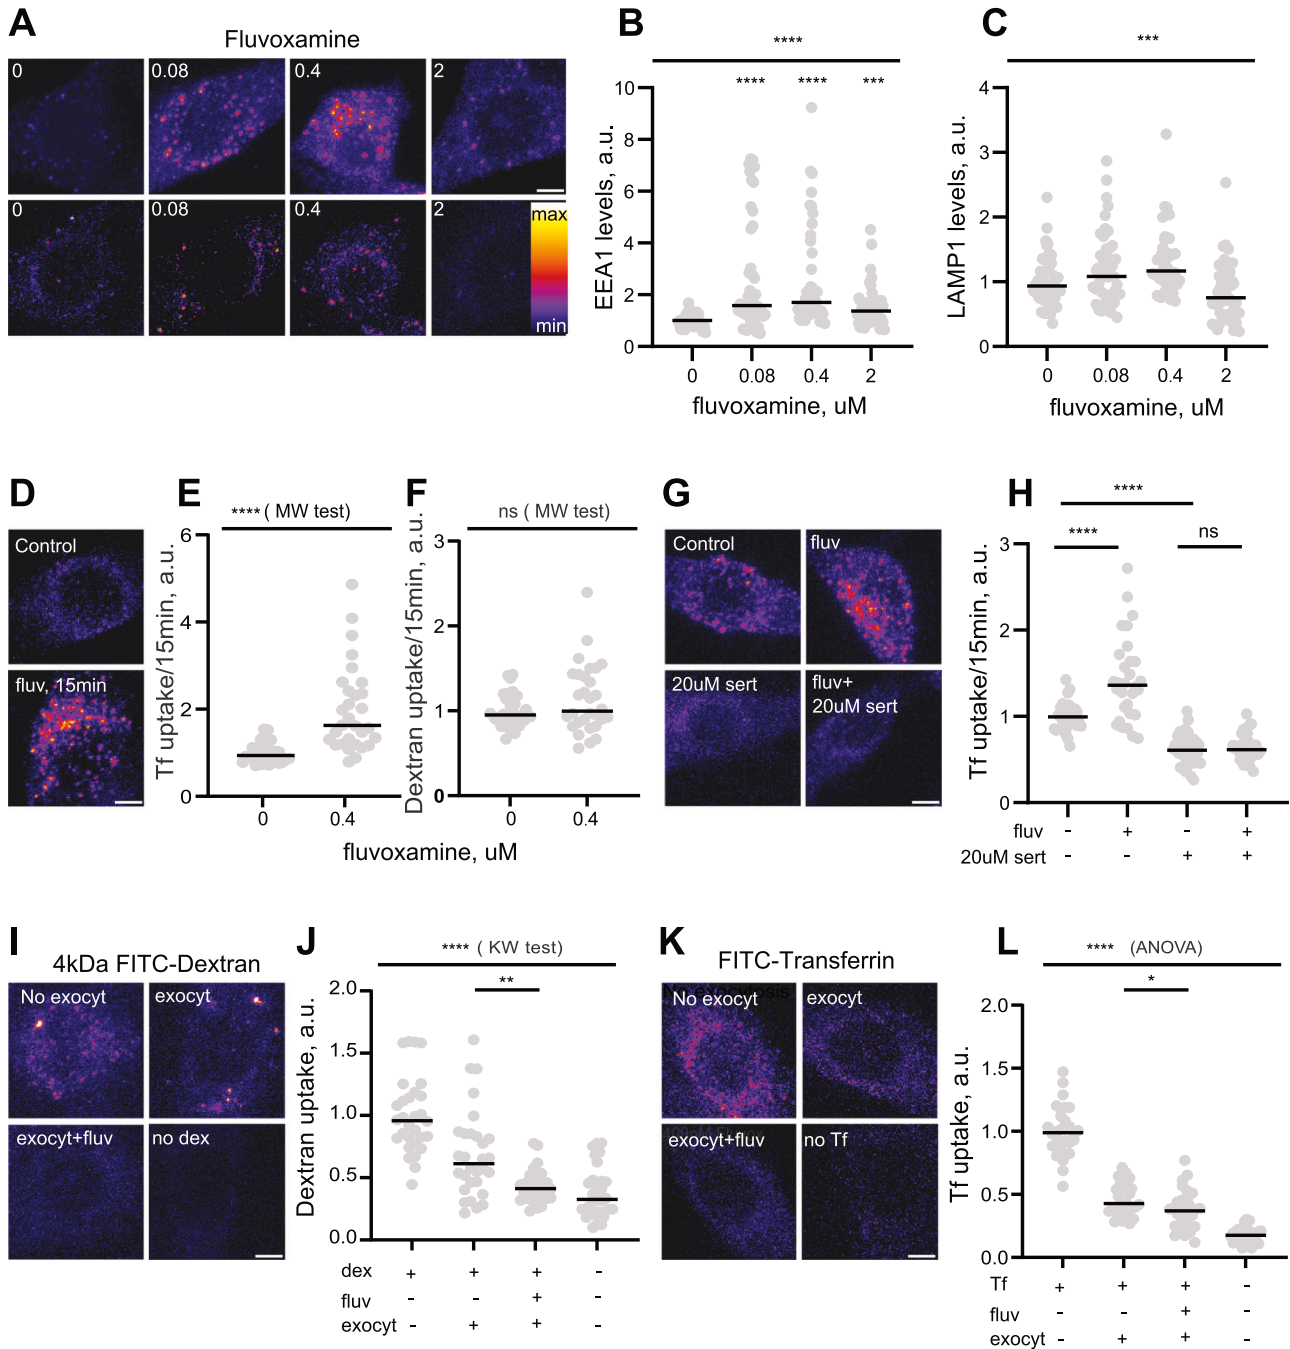 A
Fluvoxamine
0
0.08
0.4
2
0
0.08
0.4
2
max
min
B
****
**** **** ***
EEA1 levels, a.u.
10
8
6
4
2
0
0 0.08 0.4 2
fluvoxamine, uM
C
***
LAMP1 levels, a.u.
4
3
2
1
0
0 0.08 0.4 2
fluvoxamine, uM
D
Control
fluv, 15min
E
**** ( MW test)
Tf uptake/15min, a.u.
6
4
2
0
0 0.4
F
ns ( MW test)
Dextran uptake/15min, a.u.
3
2
1
0
0 0.4
fluvoxamine, uM
G
Control
fluv
20uM sert
fluv+
20uM sert
H
****
****
ns
Tf uptake/15min, a.u.
3
2
1
0
fluv - + - +
20uM sert - - + +
I
4kDa FITC-Dextran
No exocyt
exocyt
exocyt+fluv
no dex
J
**** ( KW test)
**
Dextran uptake, a.u.
2.0
1.5
1.0
0.5
0.0
dex + + + -
fluv - - + -
exocyt - + + -
K
FITC-Transferrin
No exocyt
exocyt
exocyt+fluv
no Tf
L
**** (ANOVA)
*
Tf uptake, a.u.
2.0
1.5
1.0
0.5
0.0
Tf + + + -
fluv - - + -
exocyt - + + -